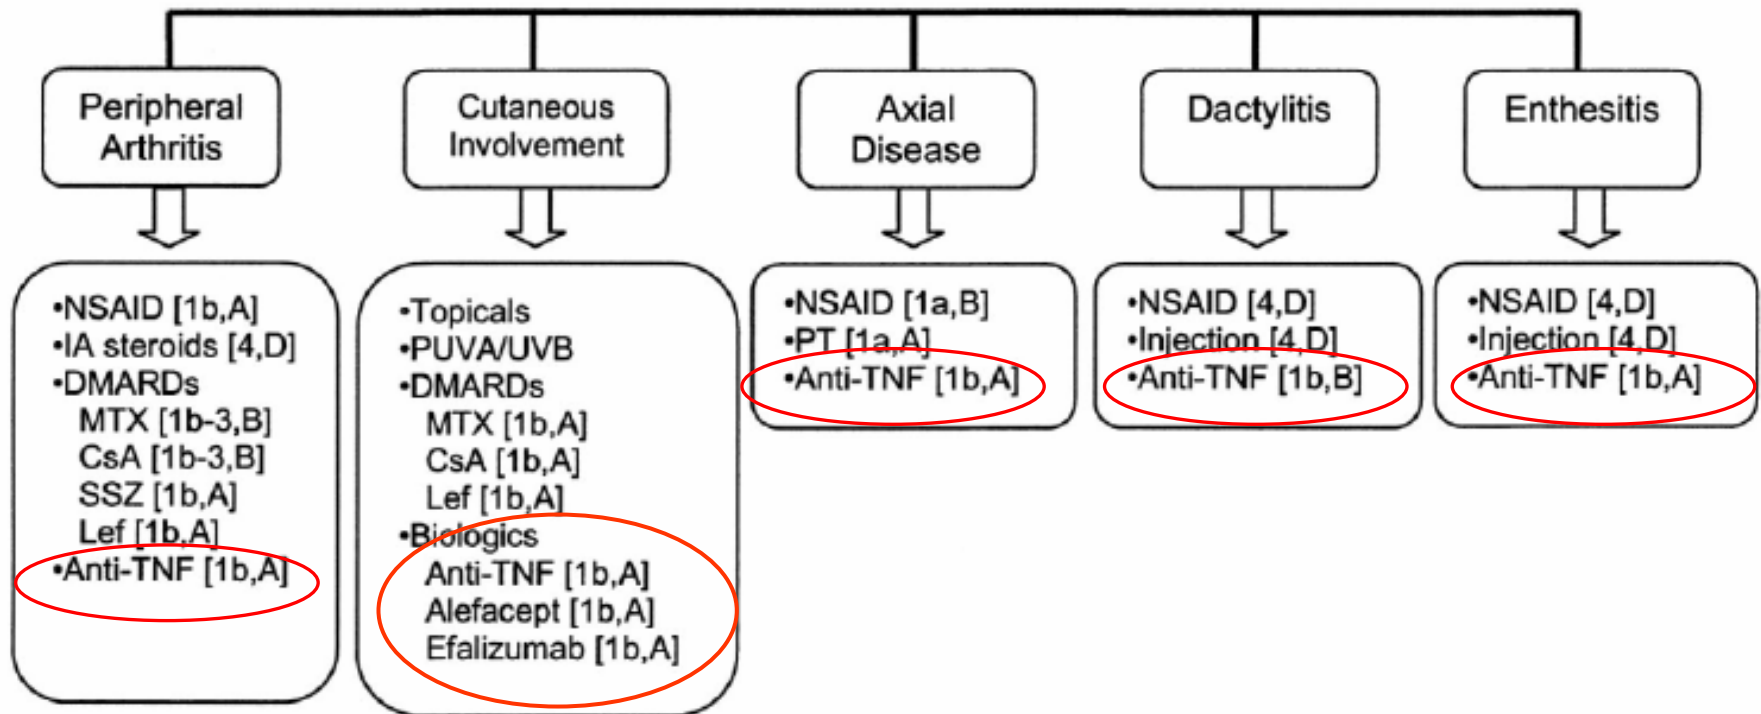 Peripheral
Arthritis
Cutaneous
Involvement
Axial
Disease
Dactylitis
Enthesitis
•NSAID [1b,A]
•IA steroids [4,D]
•DMARDs
MTX [1b-3,B]
CsA [1b-3,B]
SSZ [1b,A]
Lef [1b,A]
•Anti-TNF [1b,A]
•Topicals
•PUVA/UVB
•DMARDs
MTX [1b,A]
CsA [1b,A]
Lef [1b,A]
•Biologics
Anti-TNF [1b,A]
Alefacept [1b,A]
Efalizumab [1b,A]
•NSAID [1a,B]
•PT [1a,A]
•Anti-TNF [1b,A]
•NSAID [4,D]
•Injection [4,D]
•Anti-TNF [1b,B]
•NSAID [4,D]
•Injection [4,D]
•Anti-TNF [1b,A]